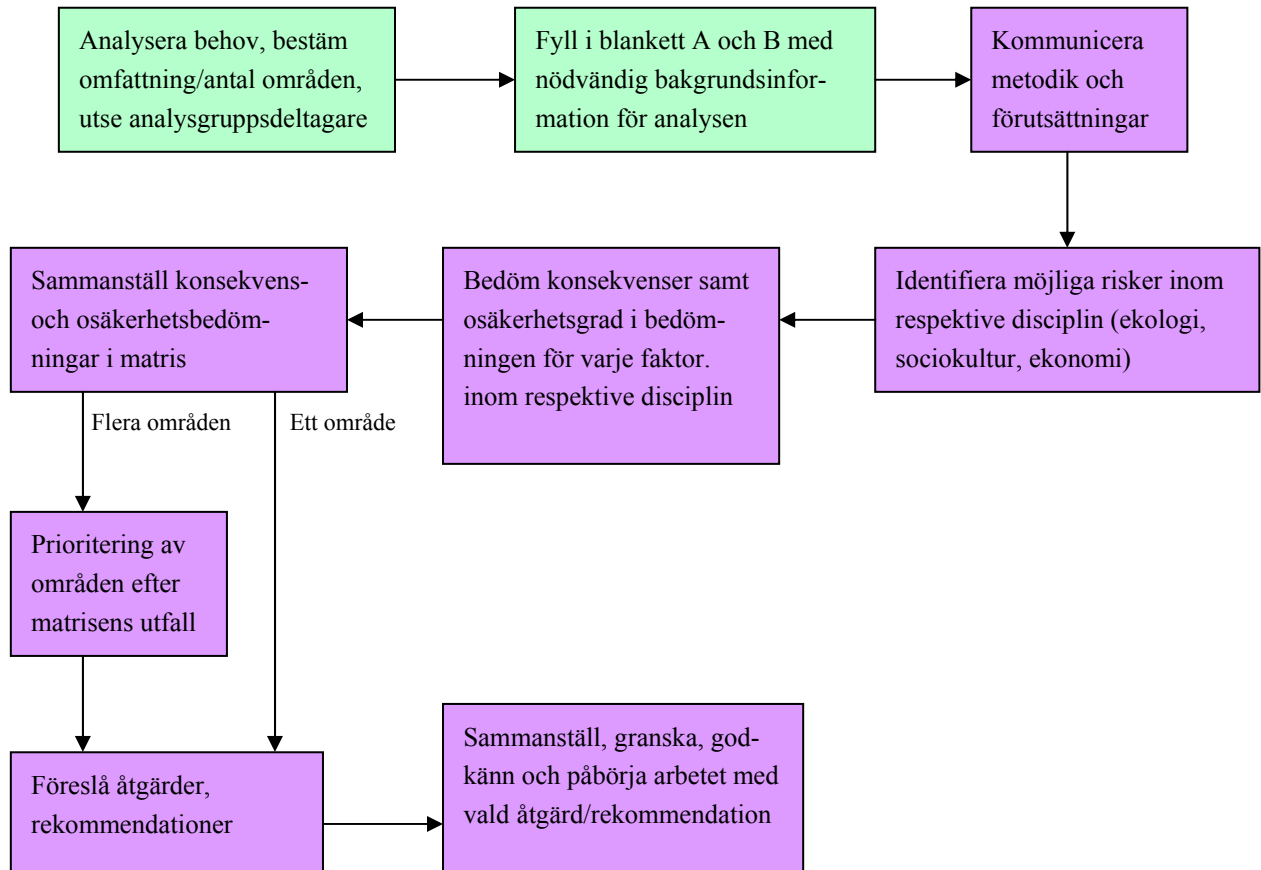 Analysera behov, bestäm
omfattning/antal områden,
utse analysgruppsdeltagare
Fyll i blankett A och B med
nödvändig bakgrundsinfor-
mation för analysen
Kommunicera
metodik och
förutsättningar
Identifiera möjliga risker inom
respektive disciplin (ekologi,
sociokultur, ekonomi)
Bedöm konsekvenser samt
osäkerhetsgrad i bedöm-
ningen för varje faktor.
inom respektive disciplin
Sammanställ konsekvens-
och osäkerhetsbedöm-
ningar i matris
Flera områden
Ett område
Prioritering av
områden efter
matrisens utfall
Föreslå åtgärder,
rekommendationer
Sammanställ, granska, god-
känn och påbörja arbetet med
vald åtgärd/rekommendation